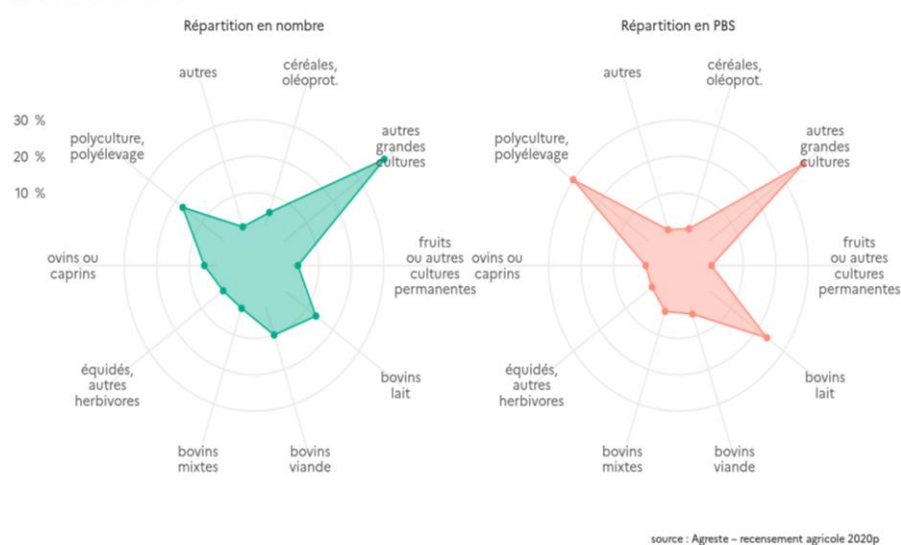 Répartition en nombre
autres
céréales,
oléoprot.
30 %
20 %
10 %
polyculture,
polyélevage
autres
grandes
cultures
ovins ou
caprins
fruits
ou autres
cultures
permanentes
équidés,
autres
herbivores
bovins
lait
bovins
mixtes
bovins
viande
Répartition en PBS
autres
céréales,
oléoprot.
polyculture,
polyélevage
autres
grandes
cultures
ovins ou
caprins
fruits
ou autres
cultures
permanentes
équidés,
autres
herbivores
bovins
lait
bovins
mixtes
bovins
viande
source : Agreste – recensement agricole 2020p